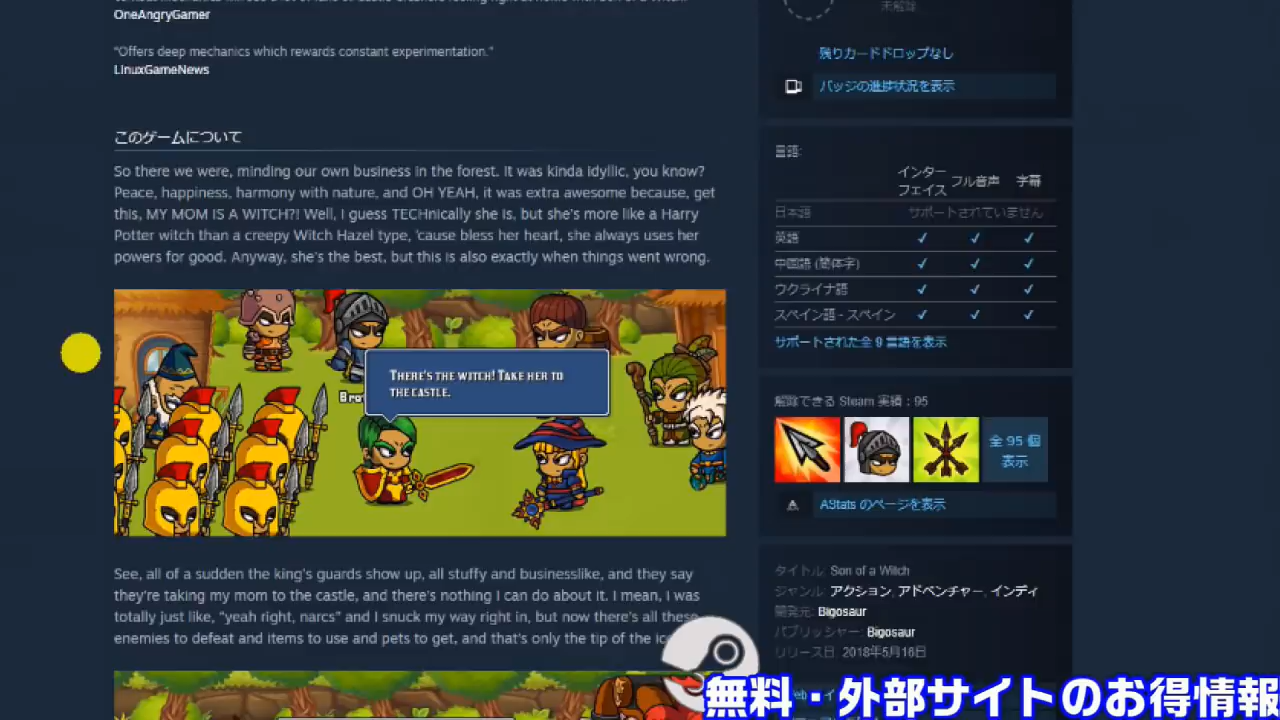 OneAngryGamer
"Offers deep mechanics which rewards constant experimentation."
LinuxGameNews
このゲームについて
So there we were, minding our own business in the forest. It was kinda idyllic, you know?
Peace, happiness, harmony with nature, and OH YEAH, it was extra awesome because, get
this, MY MOM IS A WITCH?! Well, I guess TECHnically she is, but she's more like a Harry
Potter witch than a creepy Witch Hazel type, 'cause bless her heart, she always uses her
powers for good. Anyway, she's the best, but this is also exactly when things went wrong.
THERE'S THE WITCH! TAKE HER TO
THE CASTLE.
Bro
See, all of a sudden the king's guards show up, all stuffy and businesslike, and they say
they're taking my mom to the castle, and there's nothing I can do about it. I mean, I was
totally just like, "yeah right, narcs" and I snuck my way right in, but now there's all these
enemies to defeat and items to use and pets to get, and that's only the tip of the
未解除
残りカードドロップなし
バッジの進捗状況を表示
言語:
インターフェイス フル音声 字幕
日本語 サポートされていません
英語 ✓ ✓ ✓
中国語 (簡体字) ✓ ✓ ✓
ウクライナ語 ✓ ✓ ✓
スペイン語 - スペイン ✓ ✓ ✓
サポートされた全 9 言語を表示
解除できる Steam 実績：95
全 95 個
表示
AStats のページを表示
タイトル: Son of a Witch
ジャンル: アクション, アドベンチャー, インディ
開発元: Bigosaur
パブリッシャー: Bigosaur
リリース日: 2018年5月16日
無料・外部サイトのお得情報